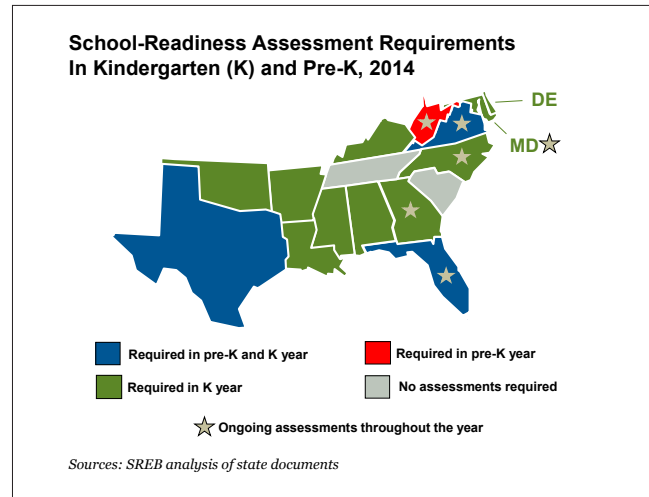 School-Readiness Assessment Requirements
In Kindergarten (K) and Pre-K, 2014
DE
MD
Required in pre-K and K year
Required in pre-K year
Required in K year
No assessments required
Ongoing assessments throughout the year
Sources: SREB analysis of state documents